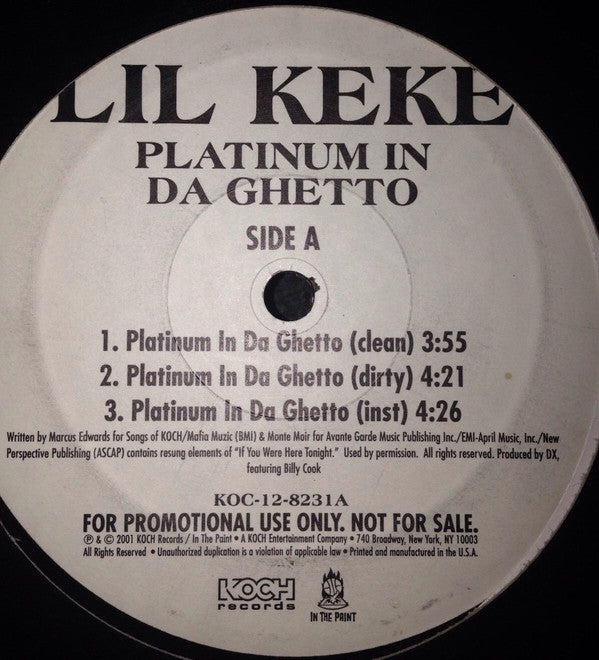 LIL KEKE
PLATINUM IN
DA GHETTO
SIDE A
1. Platinum In Da Ghetto (clean) 3:55
2. Platinum In Da Ghetto (dirty) 4:21
3. Platinum In Da Ghetto (inst) 4:26
Written by Marcus Edwards for Songs of KOCH/Mafia Muzic (BMI) & Monte Moir for Avante Garde Music Publishing Inc./EMI-April Music, Inc./New
Perspective Publishing (ASCAP) contains resung elements of "If You Were Here Tonight." Used by permission. All rights reserved. Produced by DX,
featuring Billy Cook
KOC-12-8231A
FOR PROMOTIONAL USE ONLY. NOT FOR SALE.
℗ & © 2001 KOCH Records / In The Paint • A KOCH Entertainment Company • 740 Broadway, New York, NY 10003
All Rights Reserved • Unauthorized duplication is a violation of applicable law • Printed and manufactured in the U.S.A.
KOCH
records
IN THE PAINT